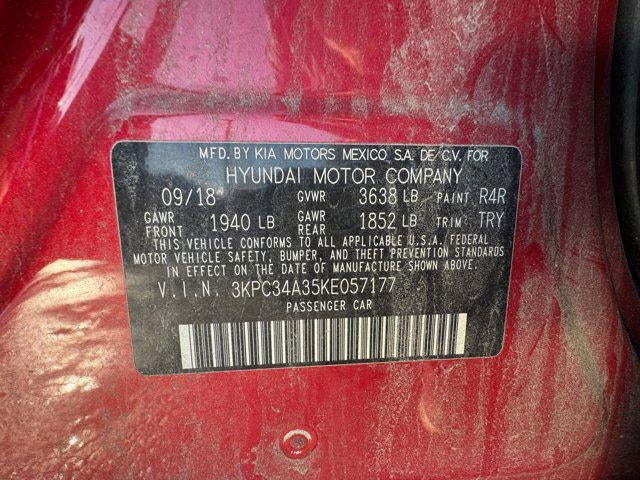 MFD. BY KIA MOTORS MEXICO S.A. DE C.V. FOR
HYUNDAI MOTOR COMPANY
09/18 GVWR 3638 LB PAINT R4R
GAWR FRONT 1940 LB GAWR REAR 1852 LB TRIM TRY
THIS VEHICLE CONFORMS TO ALL APPLICABLE U.S.A. FEDERAL
MOTOR VEHICLE SAFETY, BUMPER, AND THEFT PREVENTION STANDARDS
IN EFFECT ON THE DATE OF MANUFACTURE SHOWN ABOVE.
V.I.N. 3KPC34A35KE057177
PASSENGER CAR